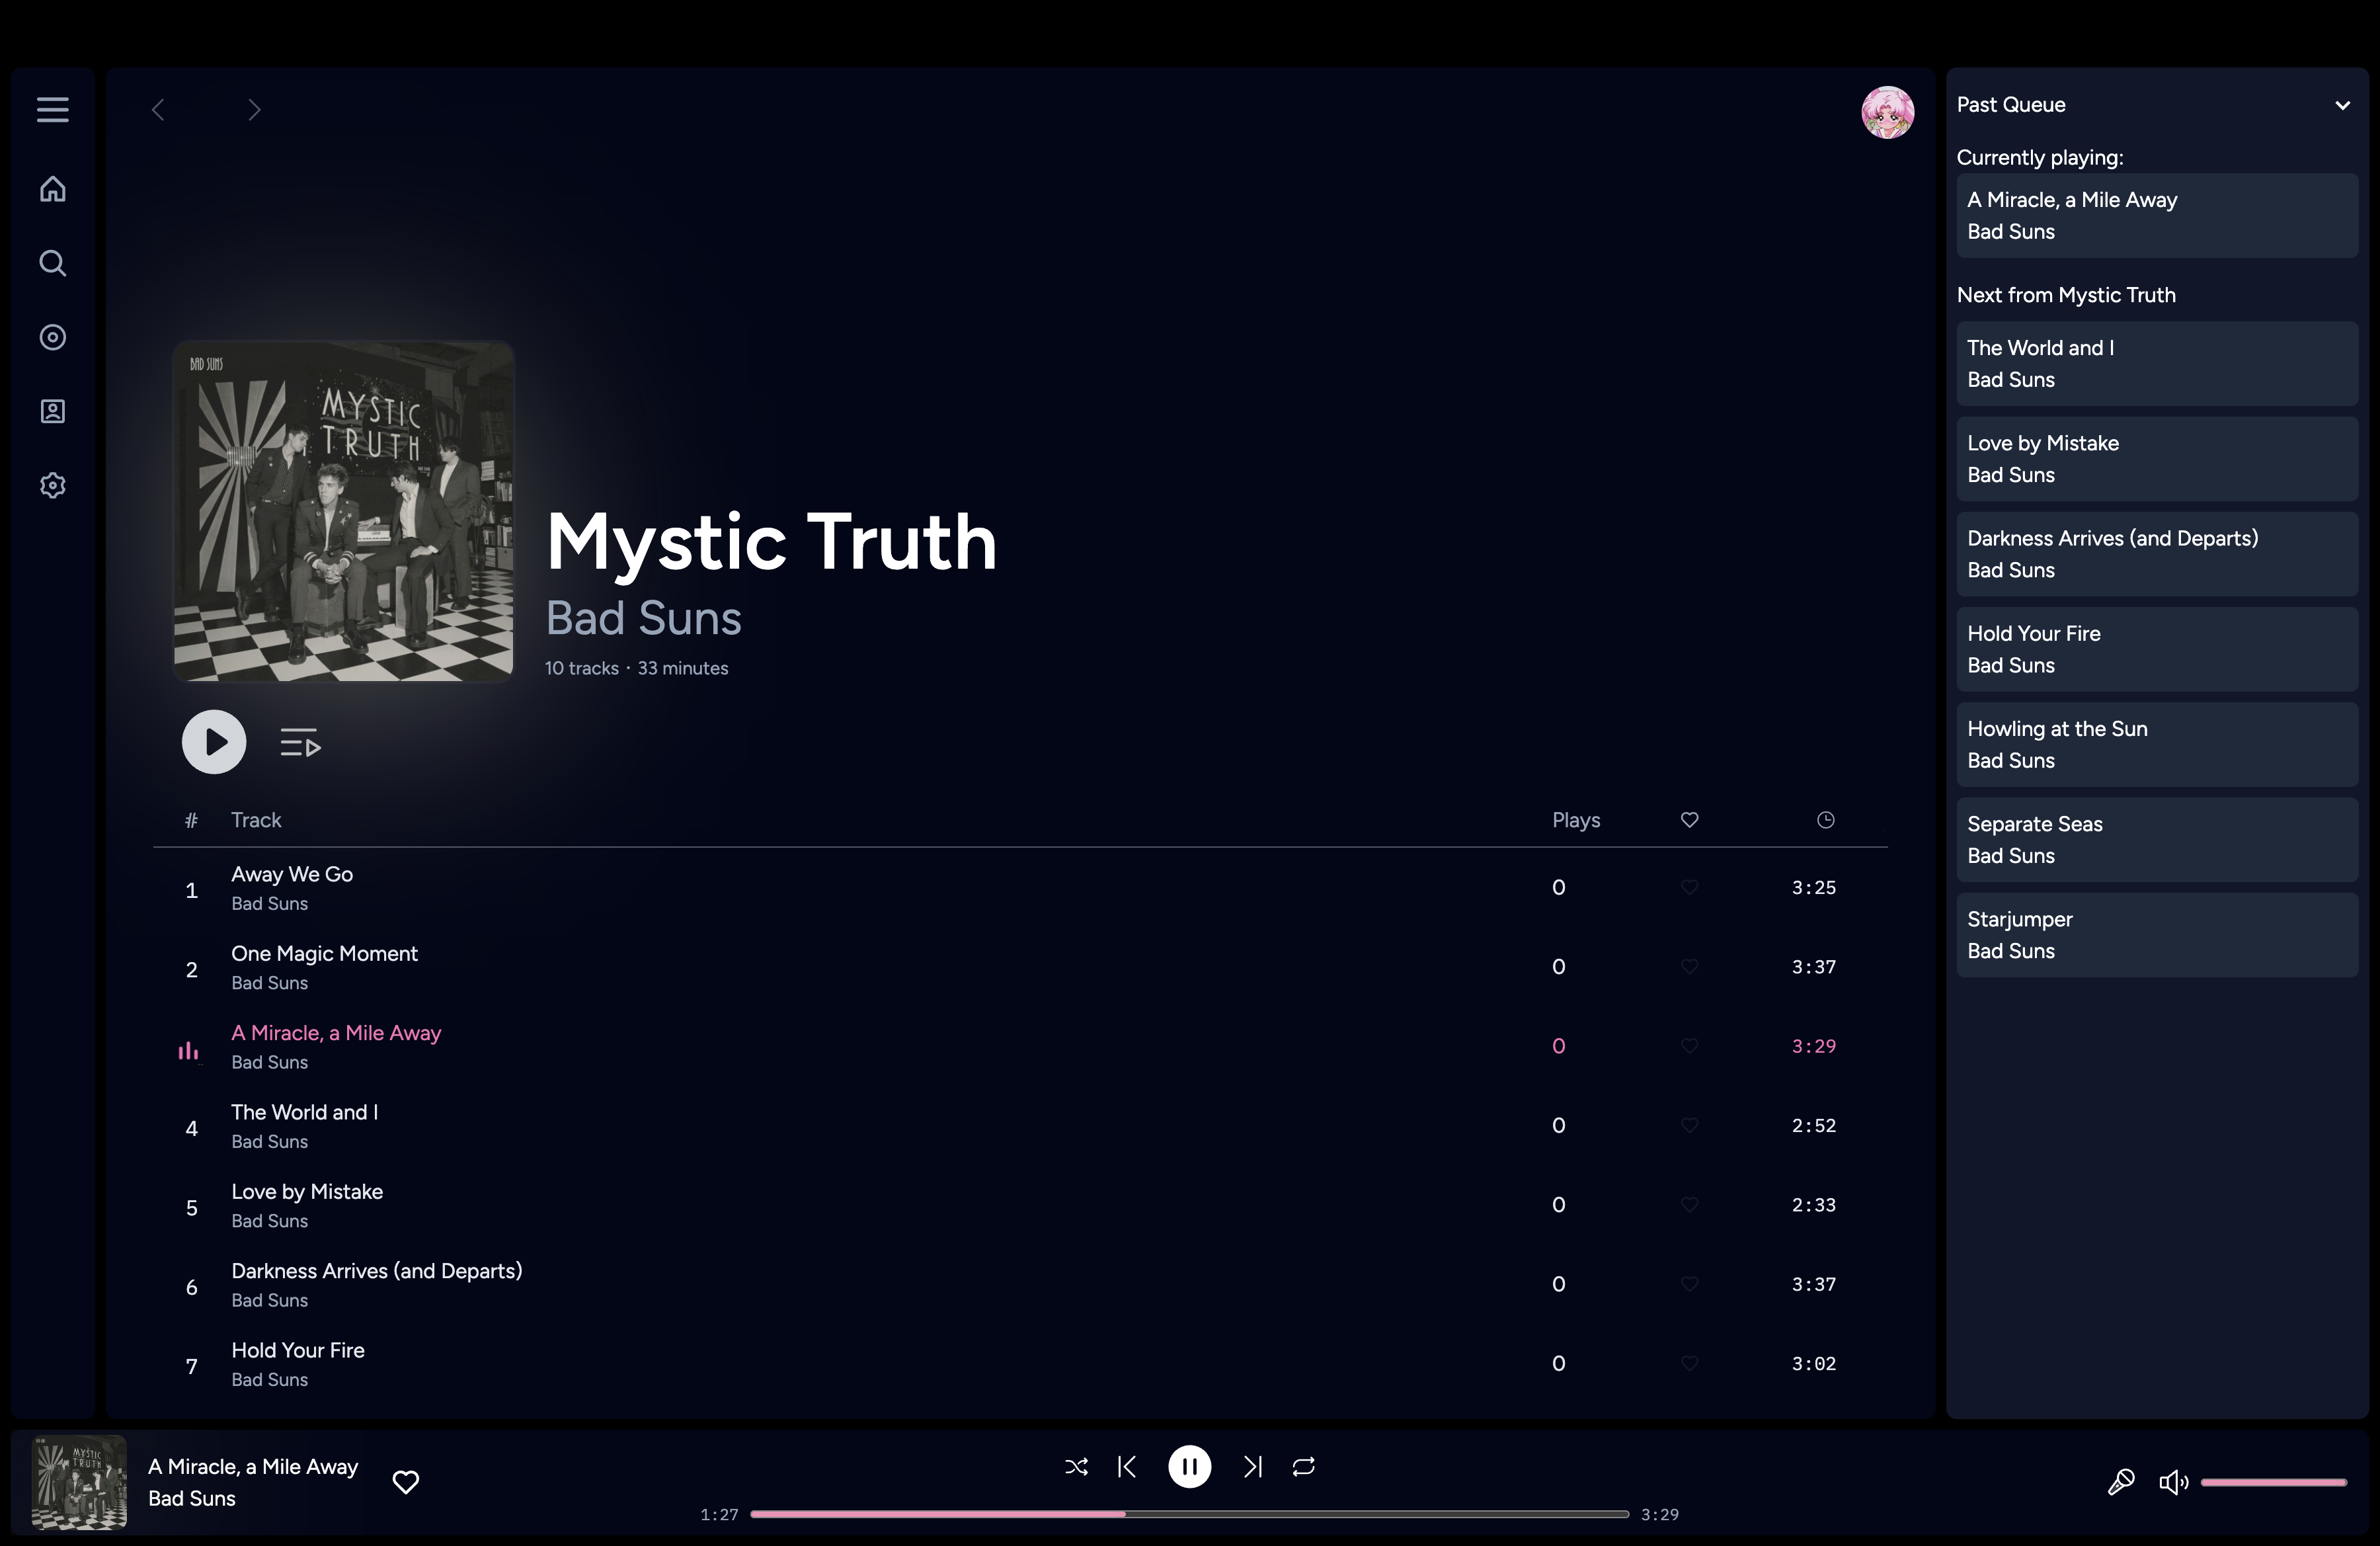 Past Queue
Currently playing:
A Miracle, a Mile Away
Bad Suns
Next from Mystic Truth
The World and I
Bad Suns
Love by Mistake
Bad Suns
Darkness Arrives (and Departs)
Bad Suns
Hold Your Fire
Bad Suns
Howling at the Sun
Bad Suns
Separate Seas
Bad Suns
Starjumper
Bad Suns
BAD SUNS
MYSTIC
TRUTH
Mystic Truth
Bad Suns
10 tracks · 33 minutes
# Track Plays
1 Away We Go 0 3:25
Bad Suns
2 One Magic Moment 0 3:37
Bad Suns
A Miracle, a Mile Away 0 3:29
Bad Suns
4 The World and I 0 2:52
Bad Suns
5 Love by Mistake 0 2:33
Bad Suns
6 Darkness Arrives (and Departs) 0 3:37
Bad Suns
7 Hold Your Fire 0 3:02
Bad Suns
MYSTIC
TRUTH
A Miracle, a Mile Away
Bad Suns
1:27 3:29